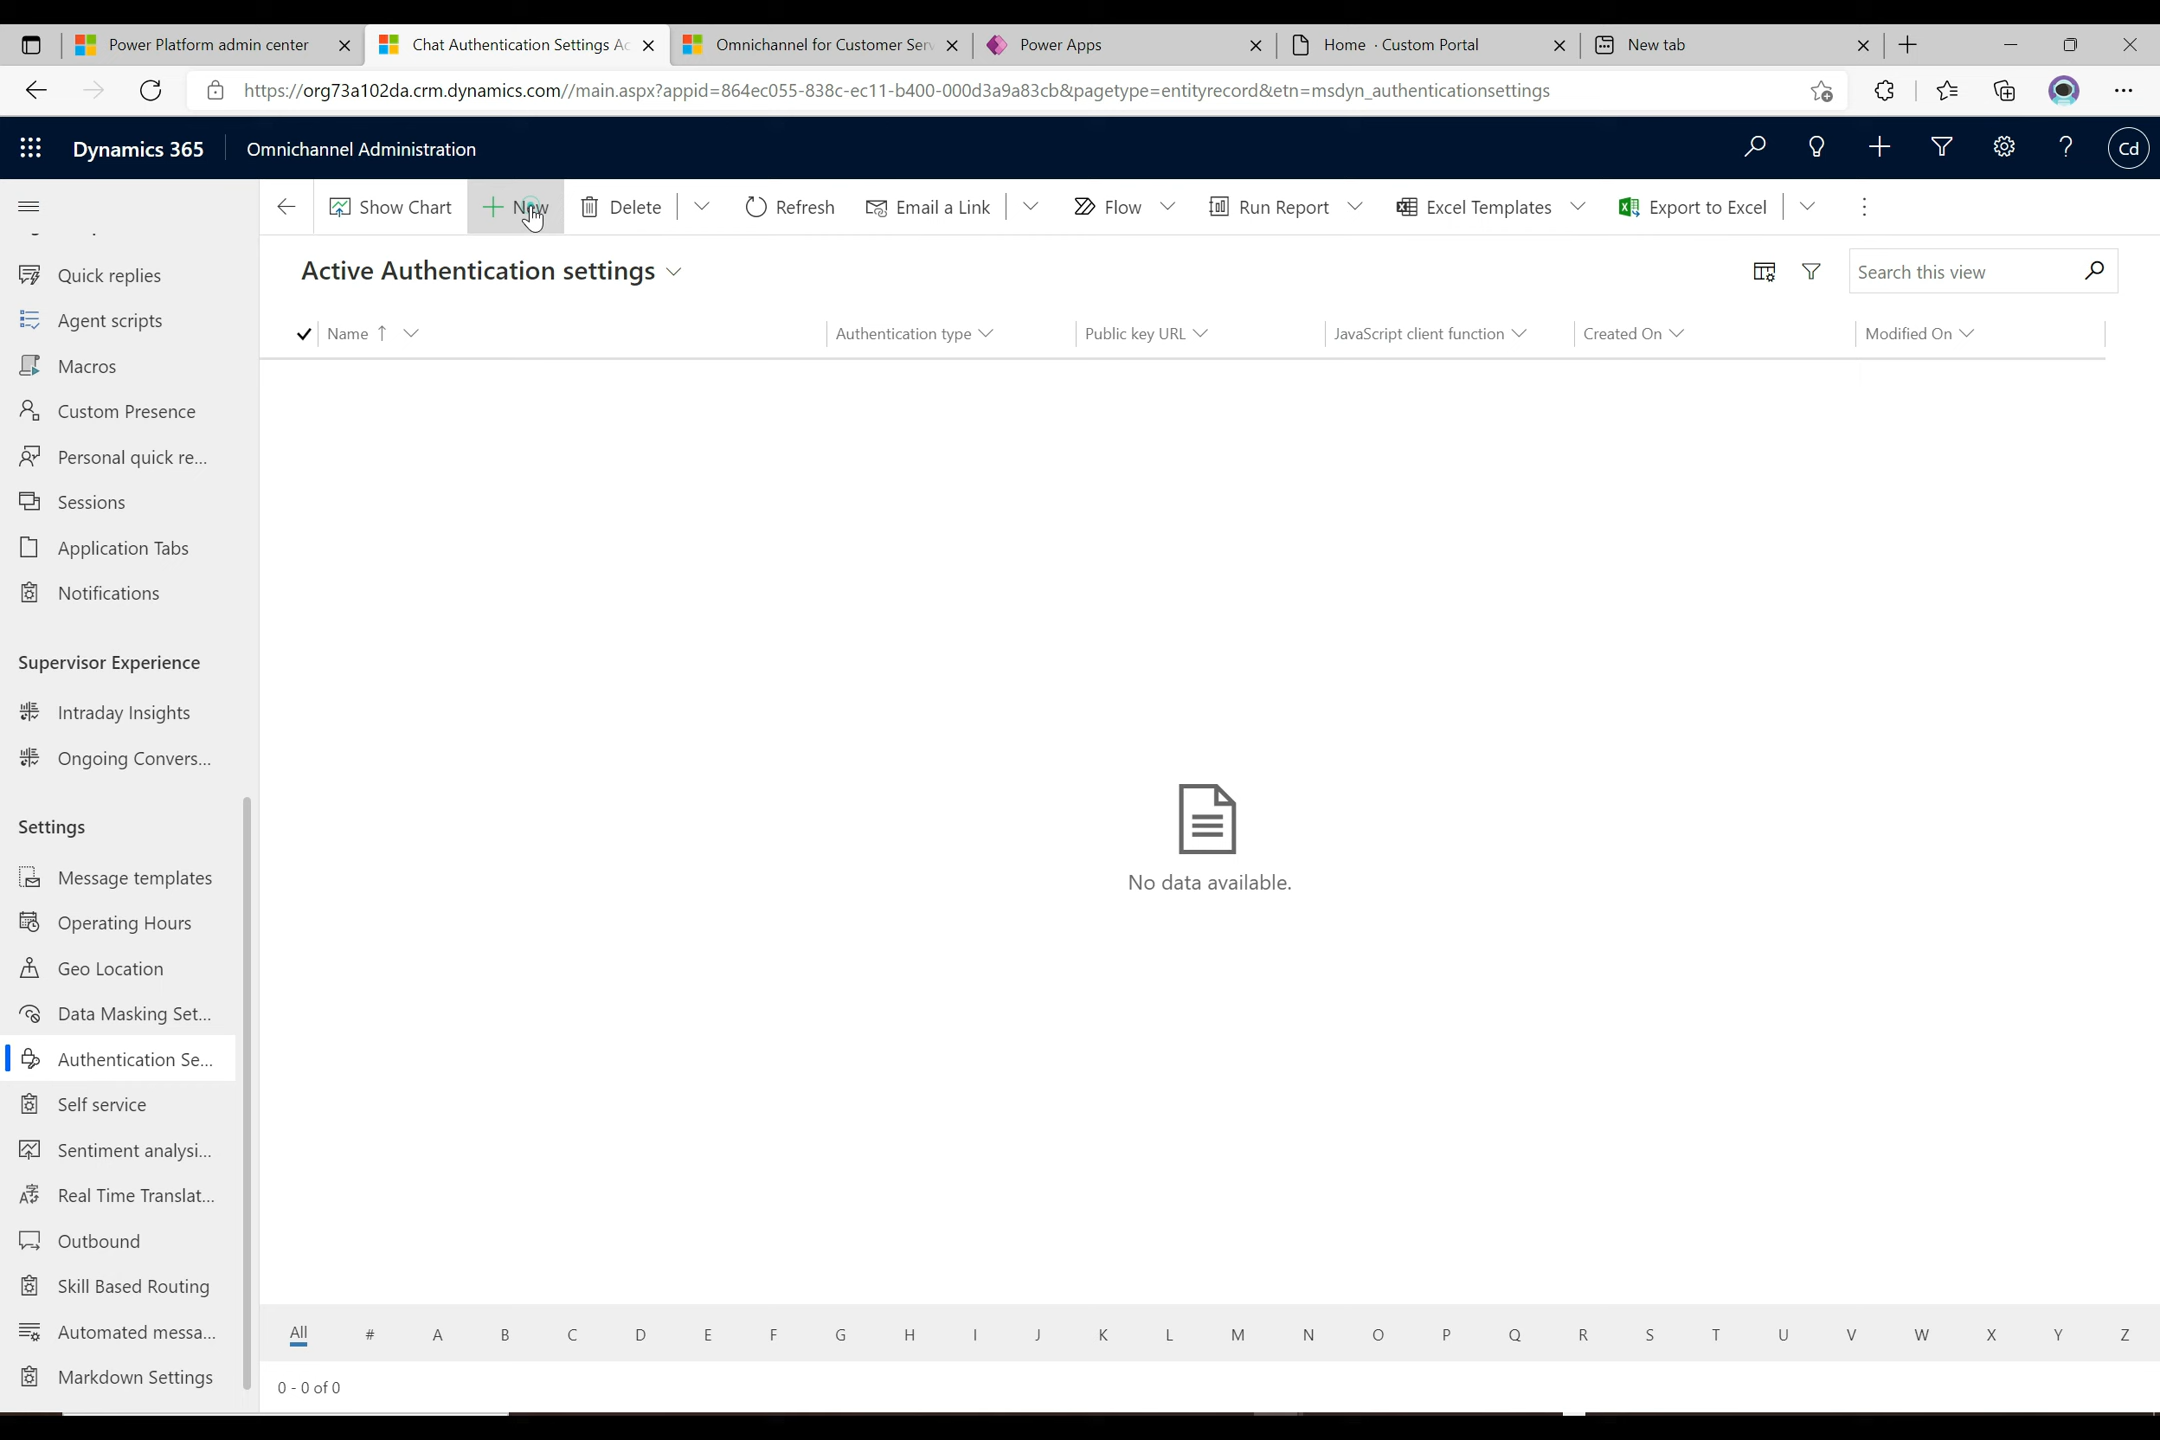 Power Platform admin center
Chat Authentication Settings Ac
Omnichannel for Customer Serv
Power Apps
Home · Custom Portal
New tab
https://org73a102da.crm.dynamics.com//main.aspx?appid=864ec055-838c-ec11-b400-000d3a9a83cb&pagetype=entityrecord&etn=msdyn_authenticationsettings
Dynamics 365
Omnichannel Administration
Cd
Show Chart
New
Delete
Refresh
Email a Link
Flow
Run Report
Excel Templates
Export to Excel
Active Authentication settings
Search this view
Name
Authentication type
Public key URL
JavaScript client function
Created On
Modified On
Quick replies
Agent scripts
Macros
Custom Presence
Personal quick re...
Sessions
Application Tabs
Notifications
Supervisor Experience
Intraday Insights
Ongoing Convers...
Settings
Message templates
Operating Hours
Geo Location
Data Masking Set...
Authentication Se...
Self service
Sentiment analysi...
Real Time Translat...
Outbound
Skill Based Routing
Automated messa...
Markdown Settings
No data available.
All # A B C D E F G H I J K L M N O P Q R S T U V W X Y Z
0 - 0 of 0